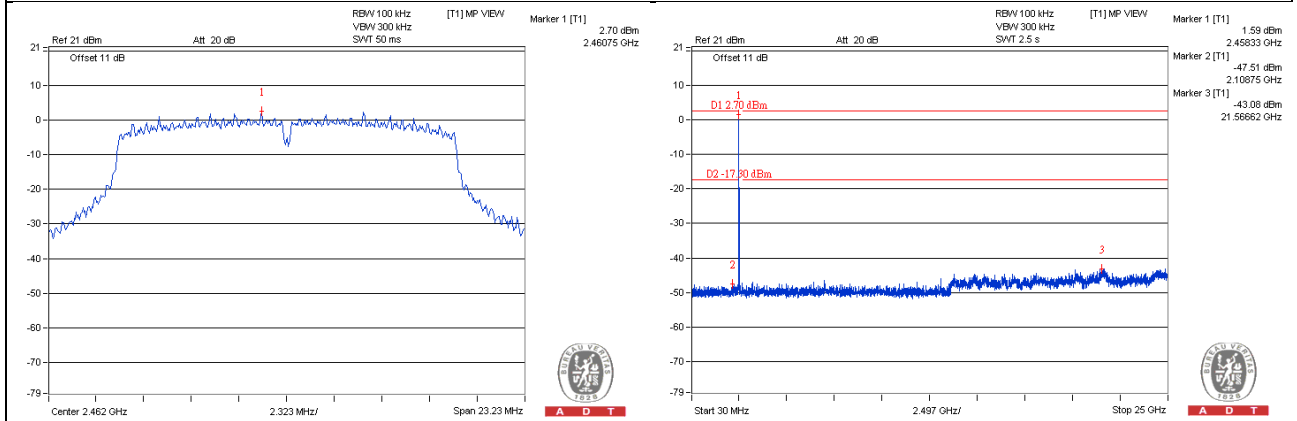 RBW 100 kHz [T1] MP VIEW
VBW 300 kHz
Ref 21 dBm Att 20 dB SWT 50 ms
Marker 1 [T1]
2.70 dBm
2.46075 GHz
21
Offset 11 dB
10
1
0
-10
-20
-30
-40
-50
-60
-70
-79
Center 2.462 GHz 2.323 MHz/ Span 23.23 MHz
BUREAU VERITAS
1828
A D T
RBW 100 kHz [T1] MP VIEW
VBW 300 kHz
Ref 21 dBm Att 20 dB SWT 2.5 s
Marker 1 [T1]
1.59 dBm
2.45833 GHz
Marker 2 [T1]
-47.51 dBm
2.10875 GHz
Marker 3 [T1]
-43.08 dBm
21.56662 GHz
21
Offset 11 dB
10
1
D1 2.70 dBm
0
-10
D2 -17.30 dBm
-20
-30
3
-40
2
-50
-60
-70
-79
Start 30 MHz 2.497 GHz/ Stop 25 GHz
BUREAU VERITAS
1828
A D T